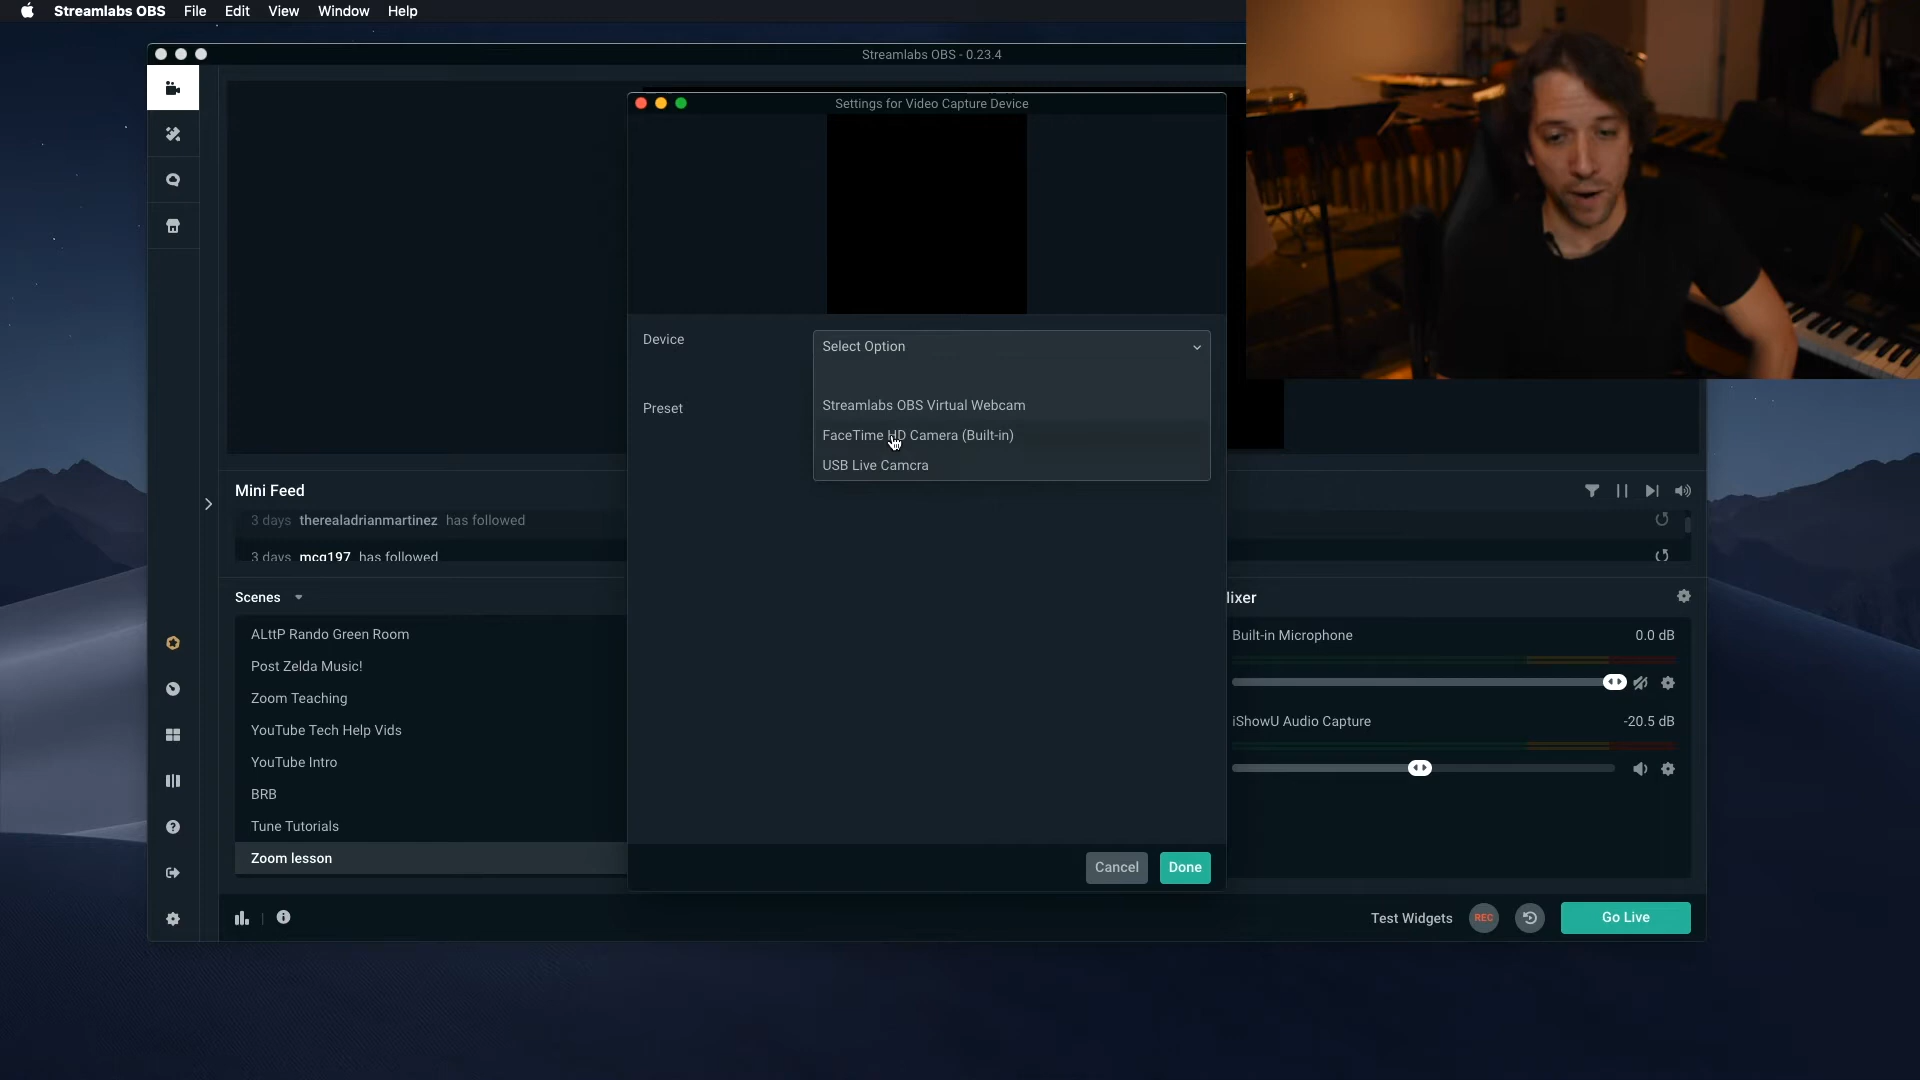 Streamlabs OBS File Edit View Window Help
Streamlabs OBS - 0.23.4
Settings for Video Capture Device
Device
Select Option
Preset
Streamlabs OBS Virtual Webcam
FaceTime HD Camera (Built-in)
USB Live Camcra
Mini Feed
3 days therealadrianmartinez has followed
3 days mcq197 has followed
Scenes
ALttP Rando Green Room
Post Zelda Music!
Zoom Teaching
YouTube Tech Help Vids
YouTube Intro
BRB
Tune Tutorials
Zoom lesson
Cancel Done
lixer
Built-in Microphone 0.0 dB
iShowU Audio Capture -20.5 dB
Test Widgets REC Go Live